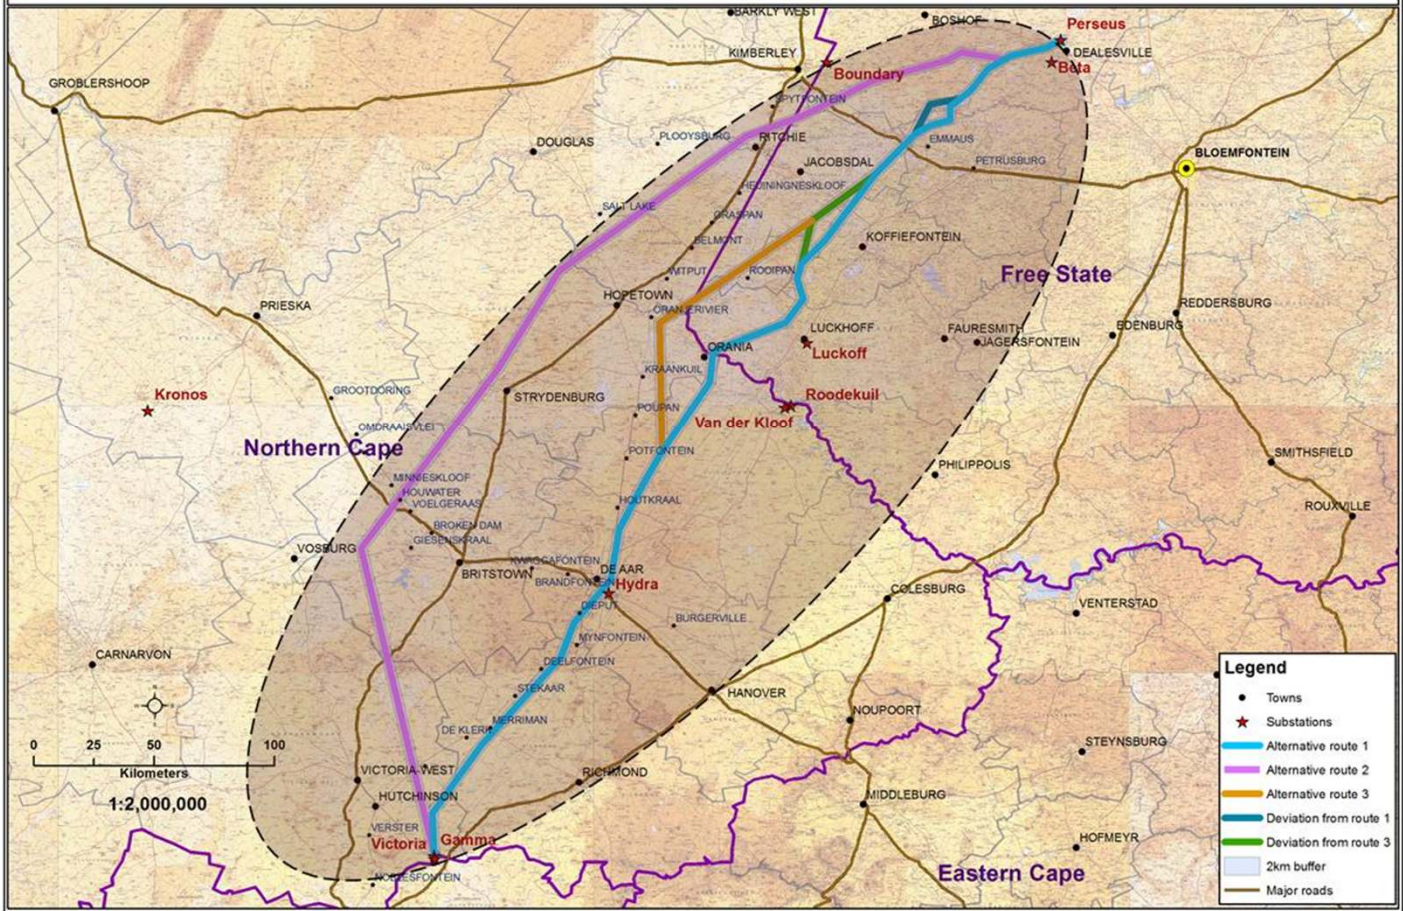 BARKLY WEST
BOSHOF
Perseus
KIMBERLEY
DEALESVILLE
Boundary
Beta
GROBLERSHOOP
SPYTFONTEIN
DOUGLAS
PLOOYSBURG
RITCHIE
EMMAUS
BLOEMFONTEIN
JACOBSDAL
PETRUSBURG
HEUNINGNESKLOOF
SALT LAKE
GRASPAN
BELMONT
KOFFIEFONTEIN
WITPUT
ROOIPAN
Free State
PRIESKA
HOPETOWN
ORANJERIVIER
REDDERSBURG
LUCKHOFF
FAURESMITH
EDENBURG
ORANIA
Luckoff
JAGERSFONTEIN
KRAANKUIL
Kronos
GROOTDORING
STRYDENBURG
Roodekuil
POUPAN
Van der Kloof
OMDRAAISVLEI
Northern Cape
POTFONTEIN
SMITHSFIELD
PHILIPPOLIS
MINNIESKLOOF
HOUWATER
VOELGERAAS
HOUTKRAAL
ROUXVILLE
BROKEN DAM
GIESENSKRAAL
VOSBURG
KWAGGAFONTEIN
BRITSTOWN
DE AAR
BRANDFONTEIN
Hydra
COLESBURG
DIEPUT
VENTERSTAD
BURGERVILLE
MYNFONTEIN
CARNARVON
DEELFONTEIN
STEKAAR
HANOVER
NOUPOORT
MERRIMAN
DE KLERK
STEYNSBURG
0 25 50 100
Kilometers
1:2,000,000
VICTORIA-WEST
RICHMOND
HUTCHINSON
MIDDLEBURG
VERSTER
Victoria
Gamma
HOFMEYR
NOBLESFONTEIN
Eastern Cape
Legend
Towns
Substations
Alternative route 1
Alternative route 2
Alternative route 3
Deviation from route 1
Deviation from route 3
2km buffer
Major roads